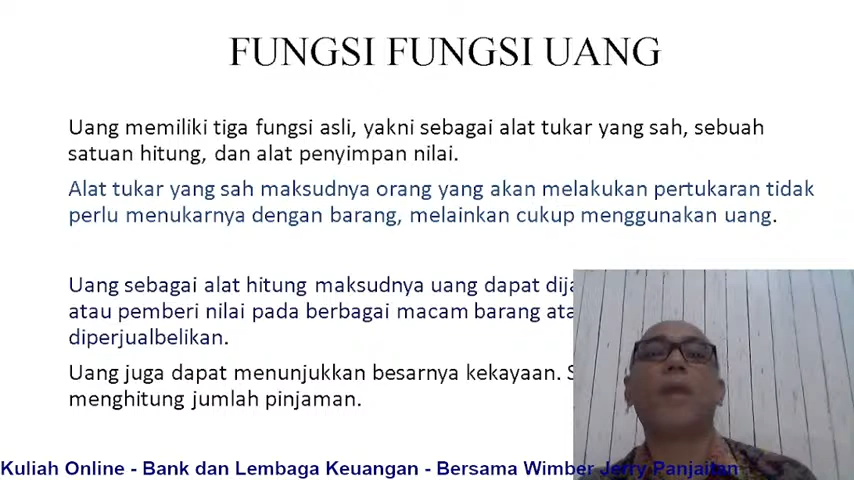 FUNGSI FUNGSI UANG
Uang memiliki tiga fungsi asli, yakni sebagai alat tukar yang sah, sebuah
satuan hitung, dan alat penyimpan nilai.
Alat tukar yang sah maksudnya orang yang akan melakukan pertukaran tidak
perlu menukarnya dengan barang, melainkan cukup menggunakan uang.
Uang sebagai alat hitung maksudnya uang dapat
atau pemberi nilai pada berbagai macam barang
diperjualbelikan.
Uang juga dapat menunjukkan besarnya kekayaan.
menghitung jumlah pinjaman.
Kuliah Online - Bank dan Lembaga Keuangan - Bersama Wimber Jerry Panjaitan